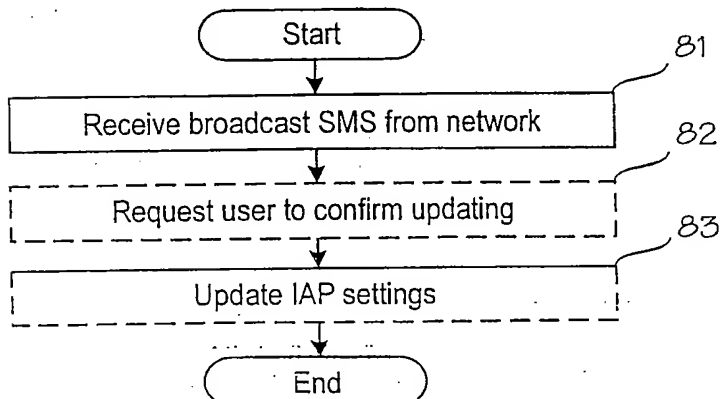 Start
81
Receive broadcast SMS from network
82
Request user to confirm updating
83
Update IAP settings
End